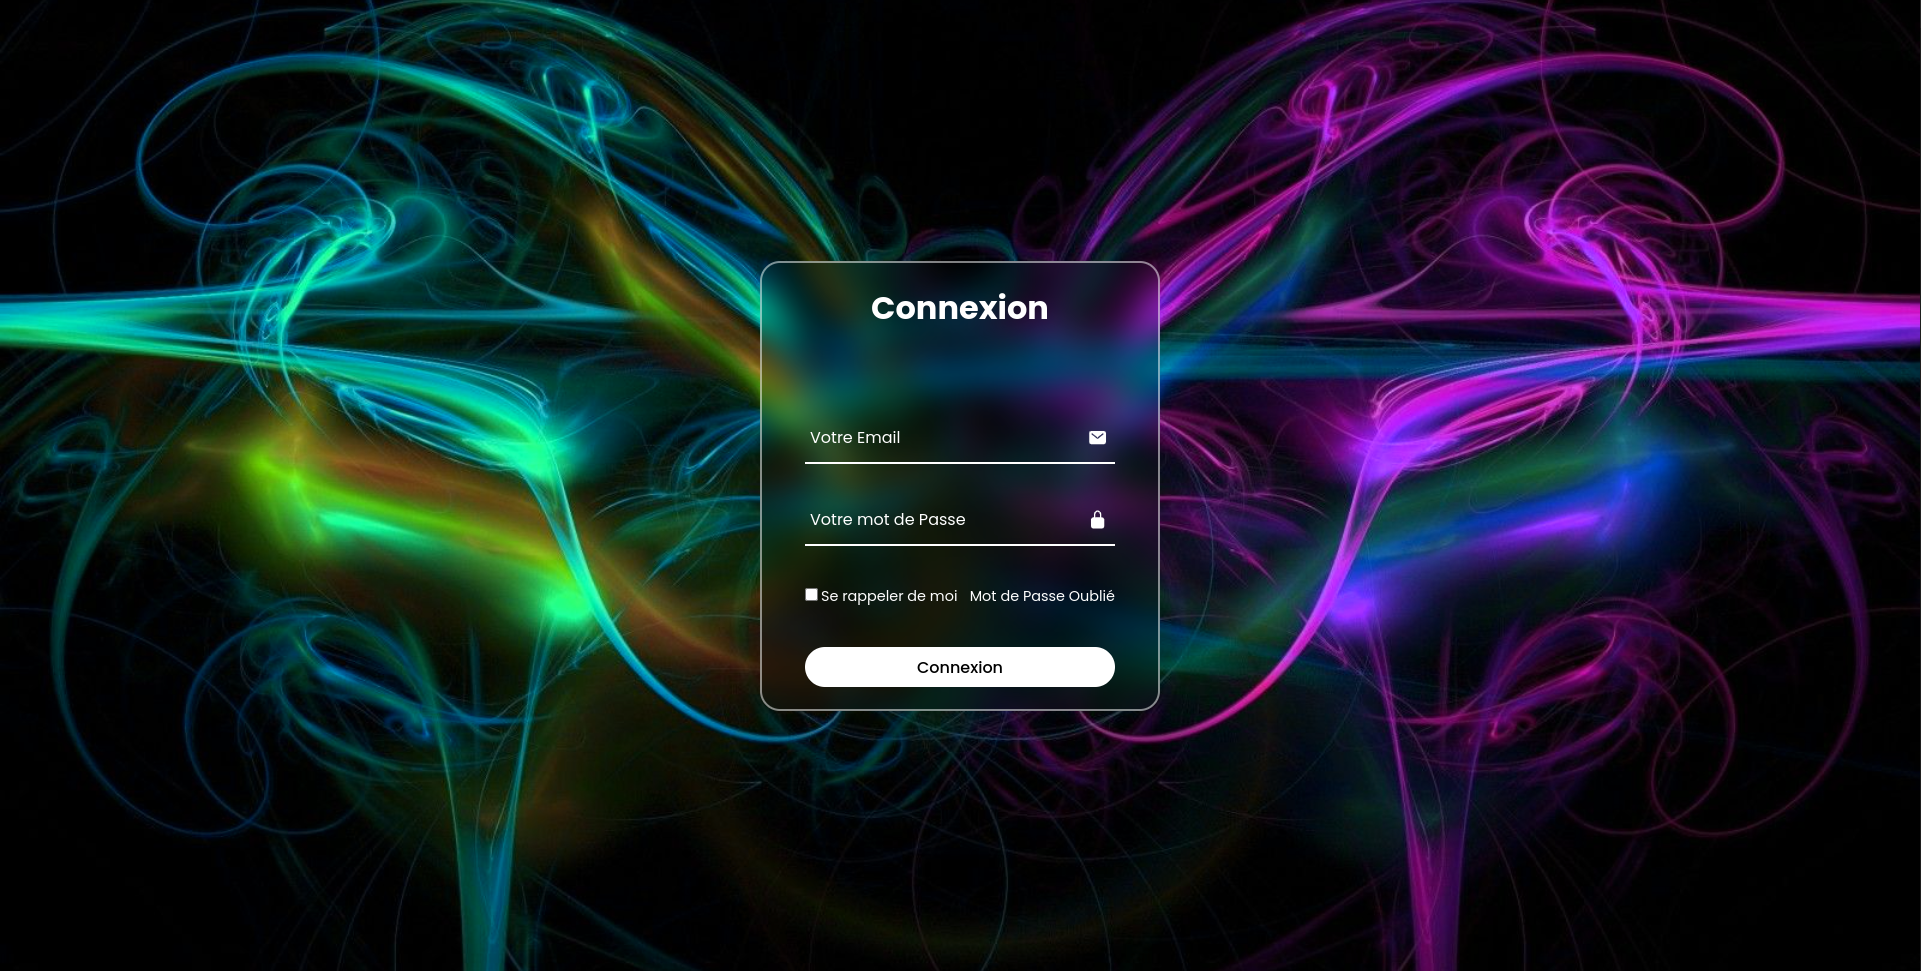 Connexion
Votre Email
Votre mot de Passe
Se rappeler de moi Mot de Passe Oublié
Connexion